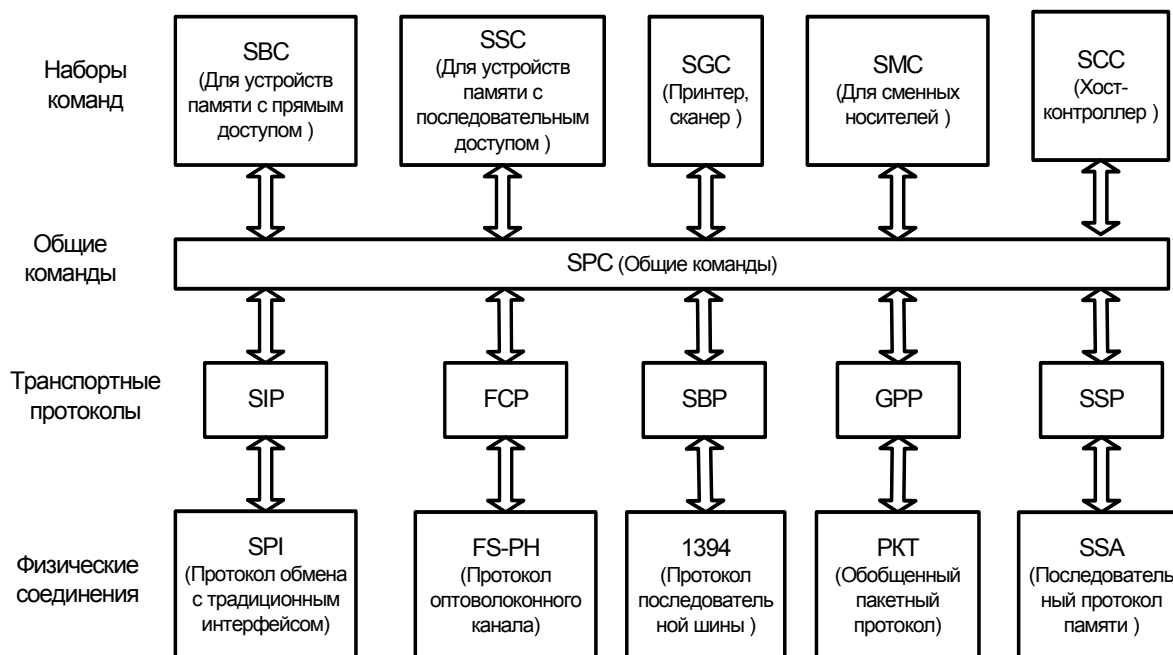 Наборы
команд
SBC
(Для устройств
памяти с прямым
доступом )
SSC
(Для устройств
памяти с
последовательным
доступом )
SGC
(Принтер,
сканер )
SMC
(Для сменных
носителей )
SCC
(Хост-
контроллер )
Общие
команды
SPC (Общие команды)
Транспортные
протоколы
SIP
FCP
SBP
GPP
SSP
Физические
соединения
SPI
(Протокол обмена
с традиционным
интерфейсом)
FS-PH
(Протокол
оптоволоконного
канала)
1394
(Протокол
последователь
ной шины )
РКТ
(Обобщенный
пакетный
протокол)
SSA
(Последователь
ный протокол
памяти )